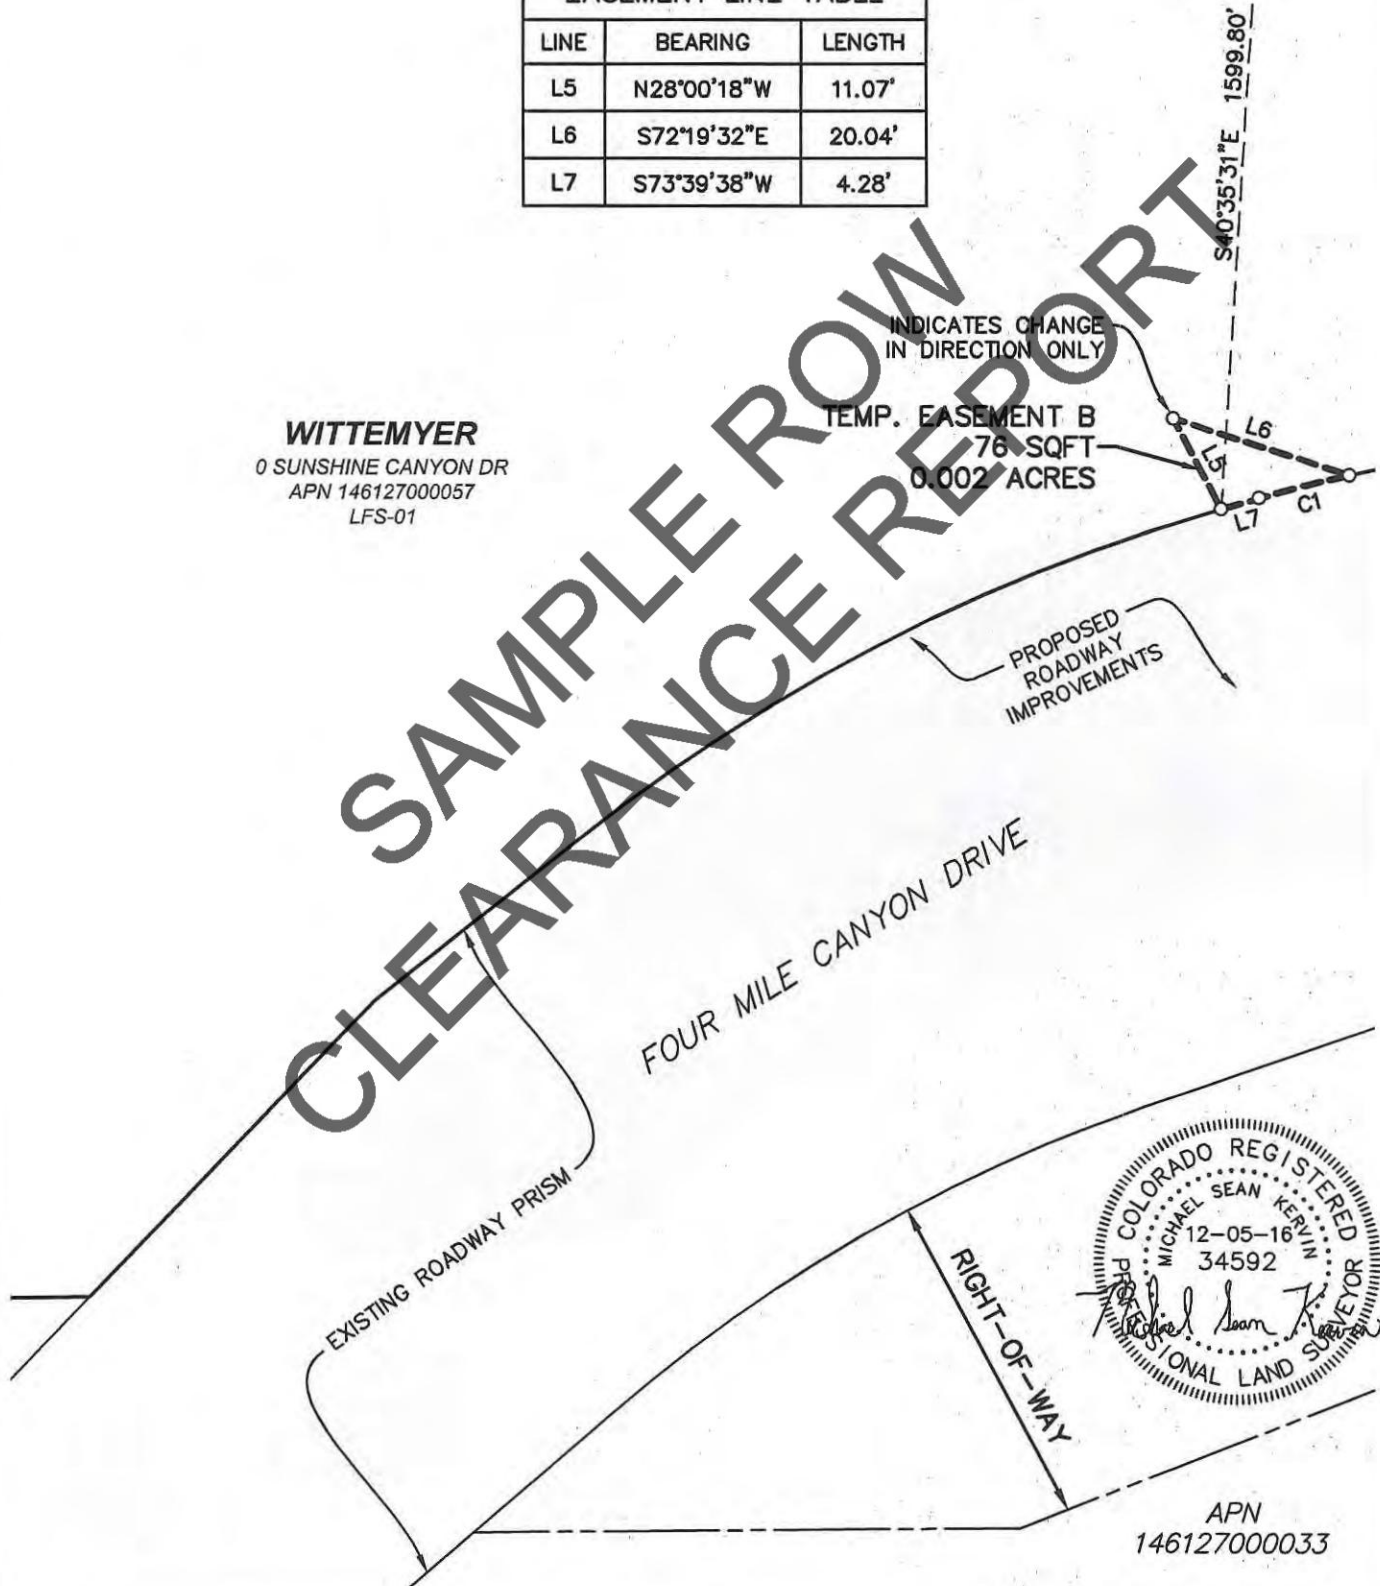 EASEMENT LINE TABLE
LINE BEARING LENGTH
L5 N28°00'18"W 11.07'
L6 S72°19'32"E 20.04'
L7 S73°39'38"W 4.28'
S40°35'31"E 1599.80'
INDICATES CHANGE
IN DIRECTION ONLY
TEMP. EASEMENT B
76 SQFT
0.002 ACRES
L6
L5
L7
C1
WITTEMYER
0 SUNSHINE CANYON DR
APN 146127000057
LFS-01
SAMPLE ROW
CLEARANCE REPORT
PROPOSED
ROADWAY
IMPROVEMENTS
FOUR MILE CANYON DRIVE
EXISTING ROADWAY PRISM
RIGHT-OF-WAY
COLORADO REGISTERED
MICHAEL SEAN KERVIN
12-05-16
34592
PROFESSIONAL LAND SURVEYOR
Michael Sean Kervin
APN
146127000033